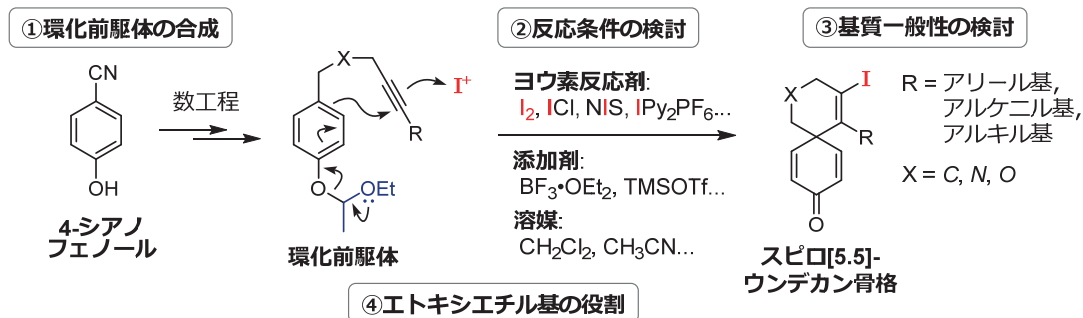 ①環化前駆体の合成
CN
OH
4-シアノ
フェノール
数工程
X
I⁺
R
O
OEt
環化前駆体
②反応条件の検討
ヨウ素反応剤:
I₂, ICl, NIS, IPy₂PF₆...
添加剤:
BF₃•OEt₂, TMSOTf...
溶媒:
CH₂Cl₂, CH₃CN...
③基質一般性の検討
X
I
R
O
R = アリール基,
アルケニル基,
アルキル基
X = C, N, O
スピロ[5.5]-
ウンデカン骨格
④エトキシエチル基の役割